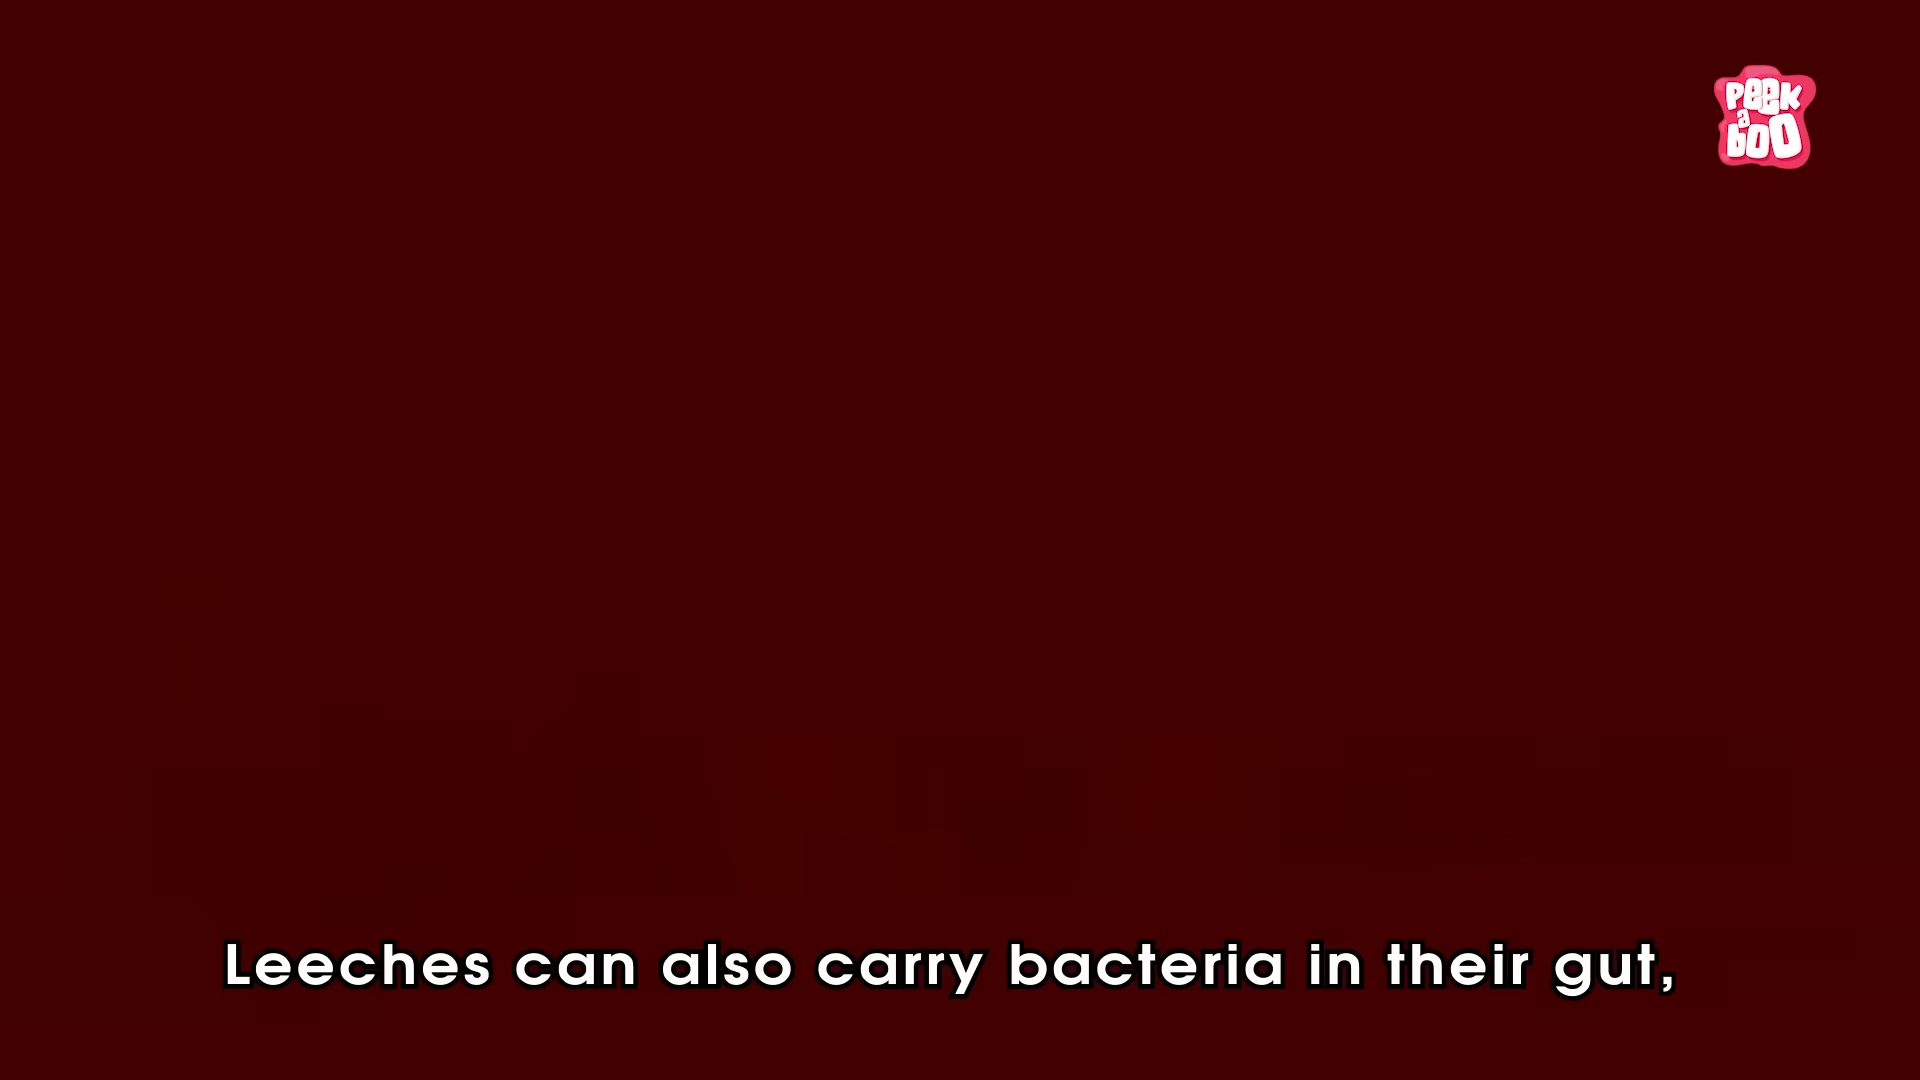 peek
a
boo
Leeches can also carry bacteria in their gut,